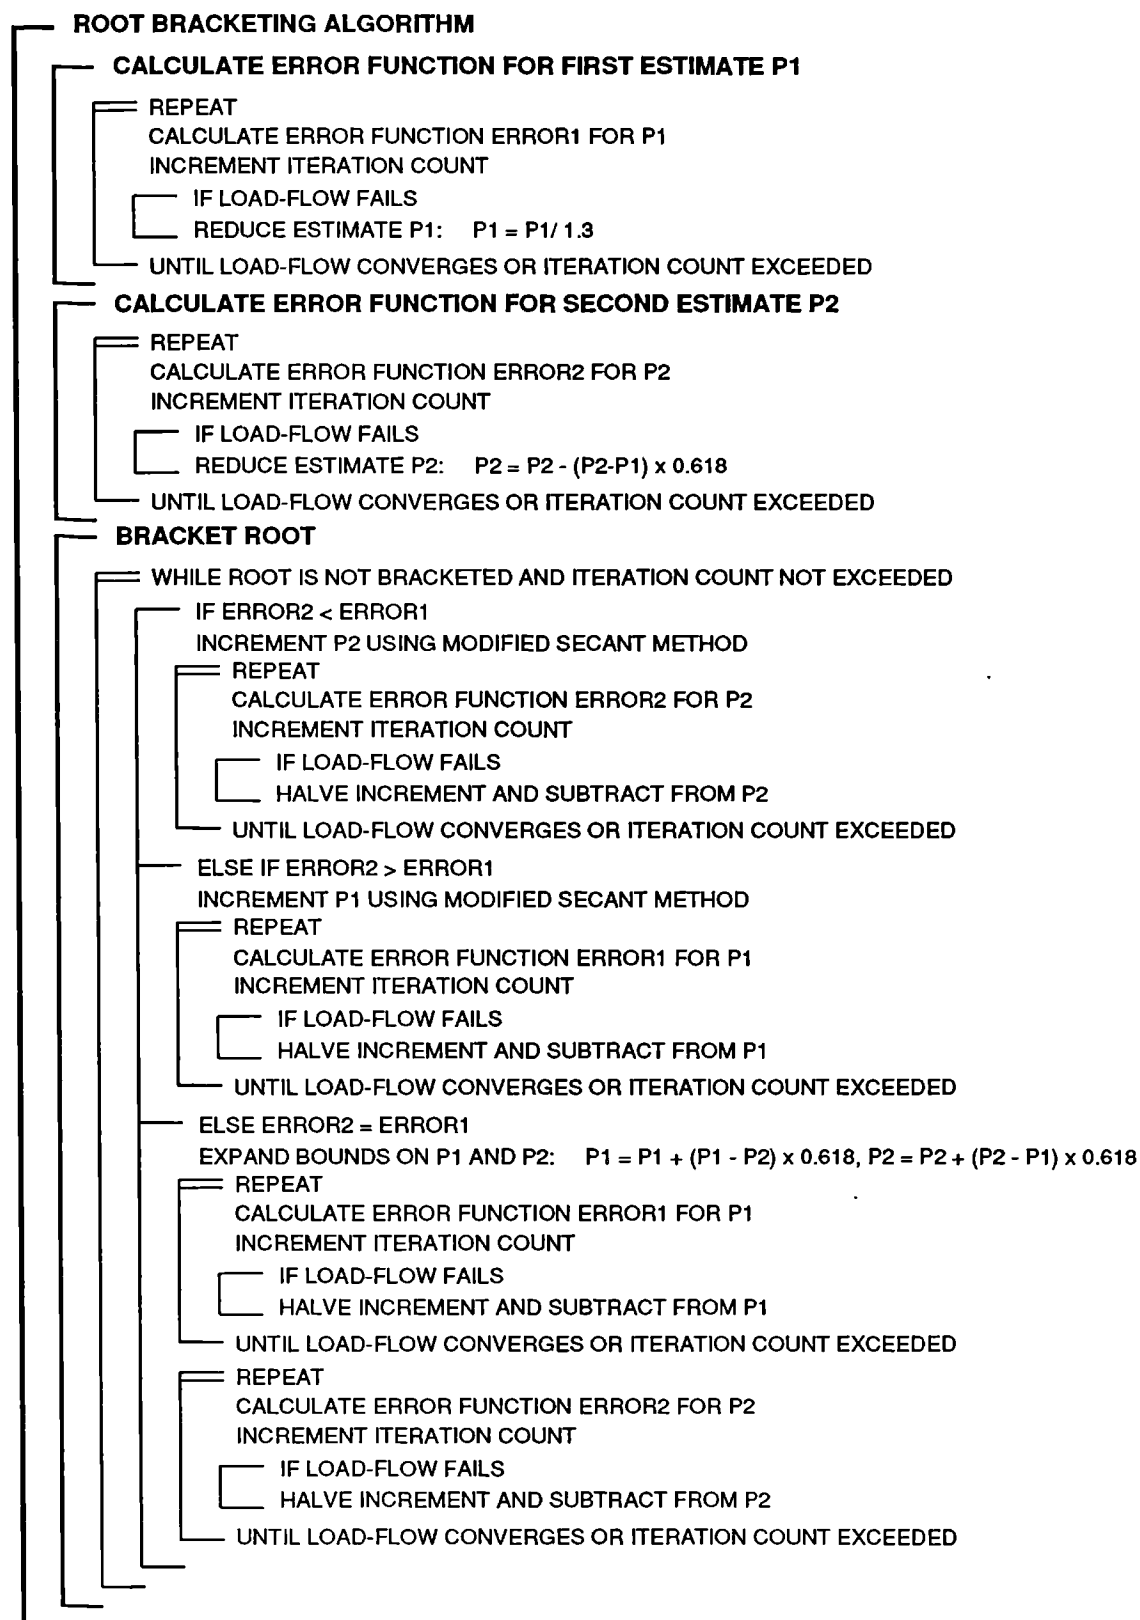 ROOT BRACKETING ALGORITHM
CALCULATE ERROR FUNCTION FOR FIRST ESTIMATE P1
REPEAT
CALCULATE ERROR FUNCTION ERROR1 FOR P1
INCREMENT ITERATION COUNT
IF LOAD-FLOW FAILS
REDUCE ESTIMATE P1: P1 = P1/ 1.3
UNTIL LOAD-FLOW CONVERGES OR ITERATION COUNT EXCEEDED
CALCULATE ERROR FUNCTION FOR SECOND ESTIMATE P2
REPEAT
CALCULATE ERROR FUNCTION ERROR2 FOR P2
INCREMENT ITERATION COUNT
IF LOAD-FLOW FAILS
REDUCE ESTIMATE P2: P2 = P2 - (P2-P1) x 0.618
UNTIL LOAD-FLOW CONVERGES OR ITERATION COUNT EXCEEDED
BRACKET ROOT
WHILE ROOT IS NOT BRACKETED AND ITERATION COUNT NOT EXCEEDED
IF ERROR2 < ERROR1
INCREMENT P2 USING MODIFIED SECANT METHOD
REPEAT
CALCULATE ERROR FUNCTION ERROR2 FOR P2
INCREMENT ITERATION COUNT
IF LOAD-FLOW FAILS
HALVE INCREMENT AND SUBTRACT FROM P2
UNTIL LOAD-FLOW CONVERGES OR ITERATION COUNT EXCEEDED
ELSE IF ERROR2 > ERROR1
INCREMENT P1 USING MODIFIED SECANT METHOD
REPEAT
CALCULATE ERROR FUNCTION ERROR1 FOR P1
INCREMENT ITERATION COUNT
IF LOAD-FLOW FAILS
HALVE INCREMENT AND SUBTRACT FROM P1
UNTIL LOAD-FLOW CONVERGES OR ITERATION COUNT EXCEEDED
ELSE ERROR2 = ERROR1
EXPAND BOUNDS ON P1 AND P2: P1 = P1 + (P1 - P2) x 0.618, P2 = P2 + (P2 - P1) x 0.618
REPEAT
CALCULATE ERROR FUNCTION ERROR1 FOR P1
INCREMENT ITERATION COUNT
IF LOAD-FLOW FAILS
HALVE INCREMENT AND SUBTRACT FROM P1
UNTIL LOAD-FLOW CONVERGES OR ITERATION COUNT EXCEEDED
REPEAT
CALCULATE ERROR FUNCTION ERROR2 FOR P2
INCREMENT ITERATION COUNT
IF LOAD-FLOW FAILS
HALVE INCREMENT AND SUBTRACT FROM P2
UNTIL LOAD-FLOW CONVERGES OR ITERATION COUNT EXCEEDED